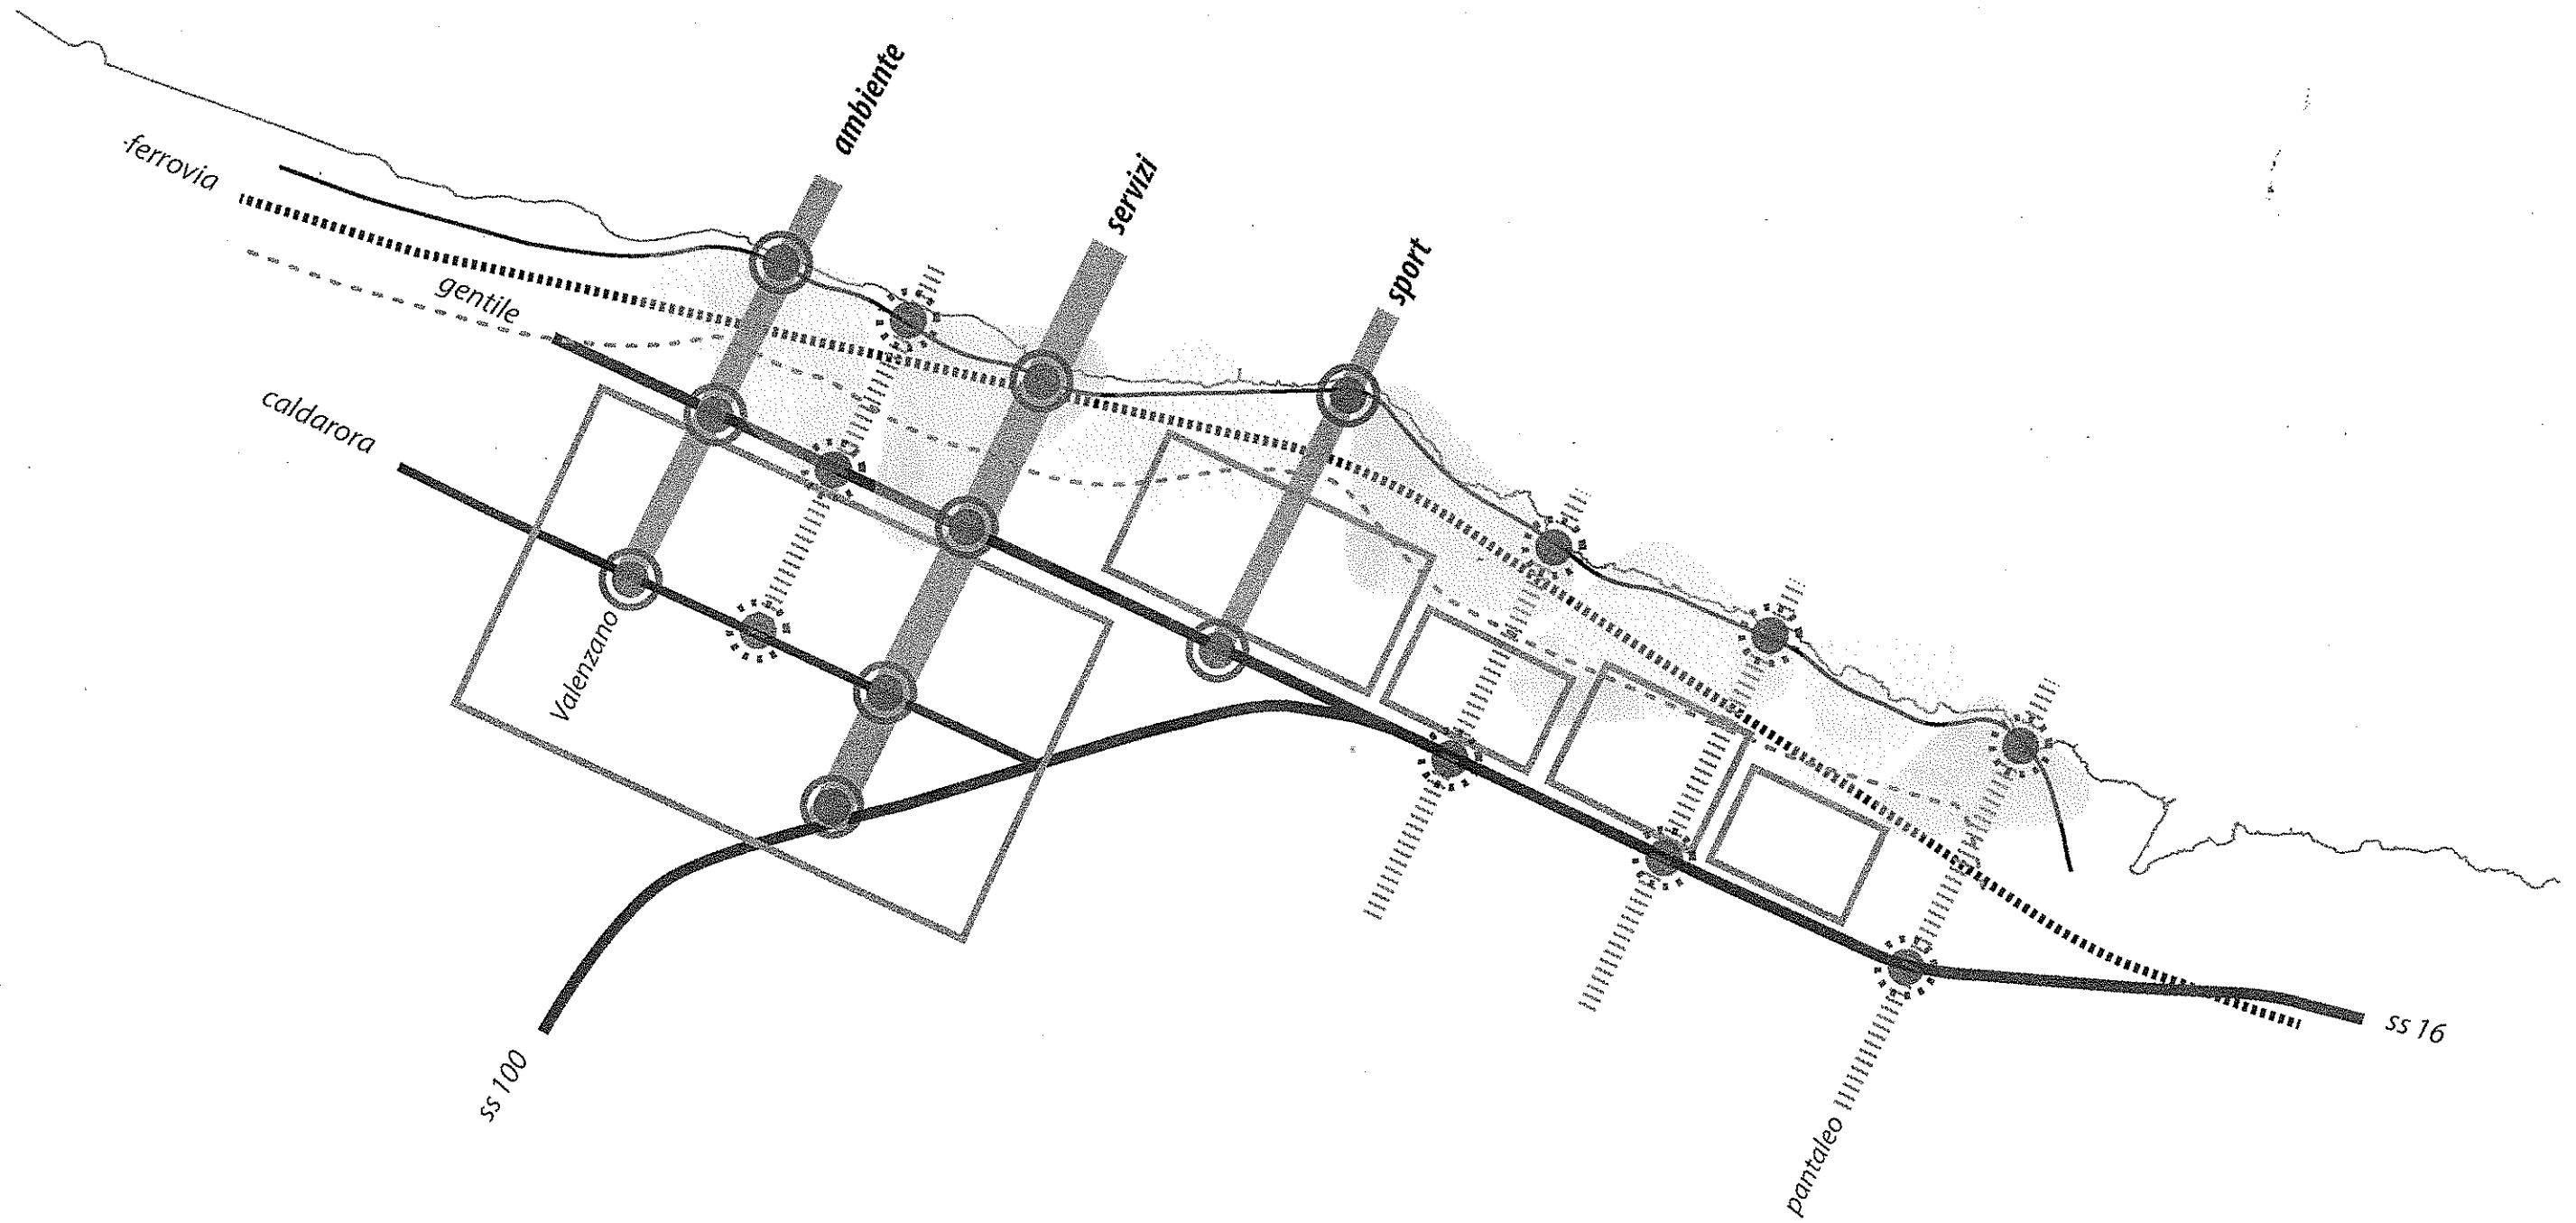 ambiente
servizi
sport
ferrovia
gentile
caldarora
Valenzano
ss 100
ss 16
pantaleo